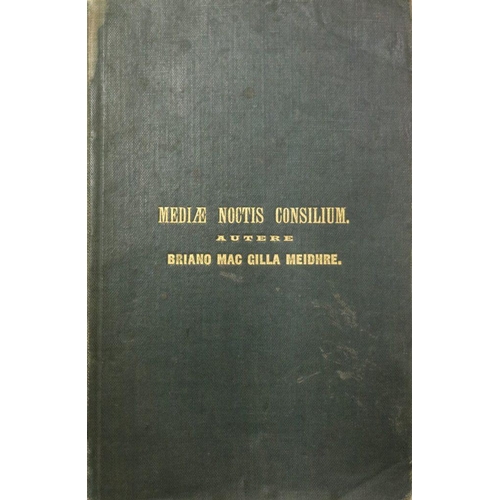 MEDIÆ NOCTIS CONSILIUM.
AUTERE
BRIANO MAC GILLA MEIDHRE.